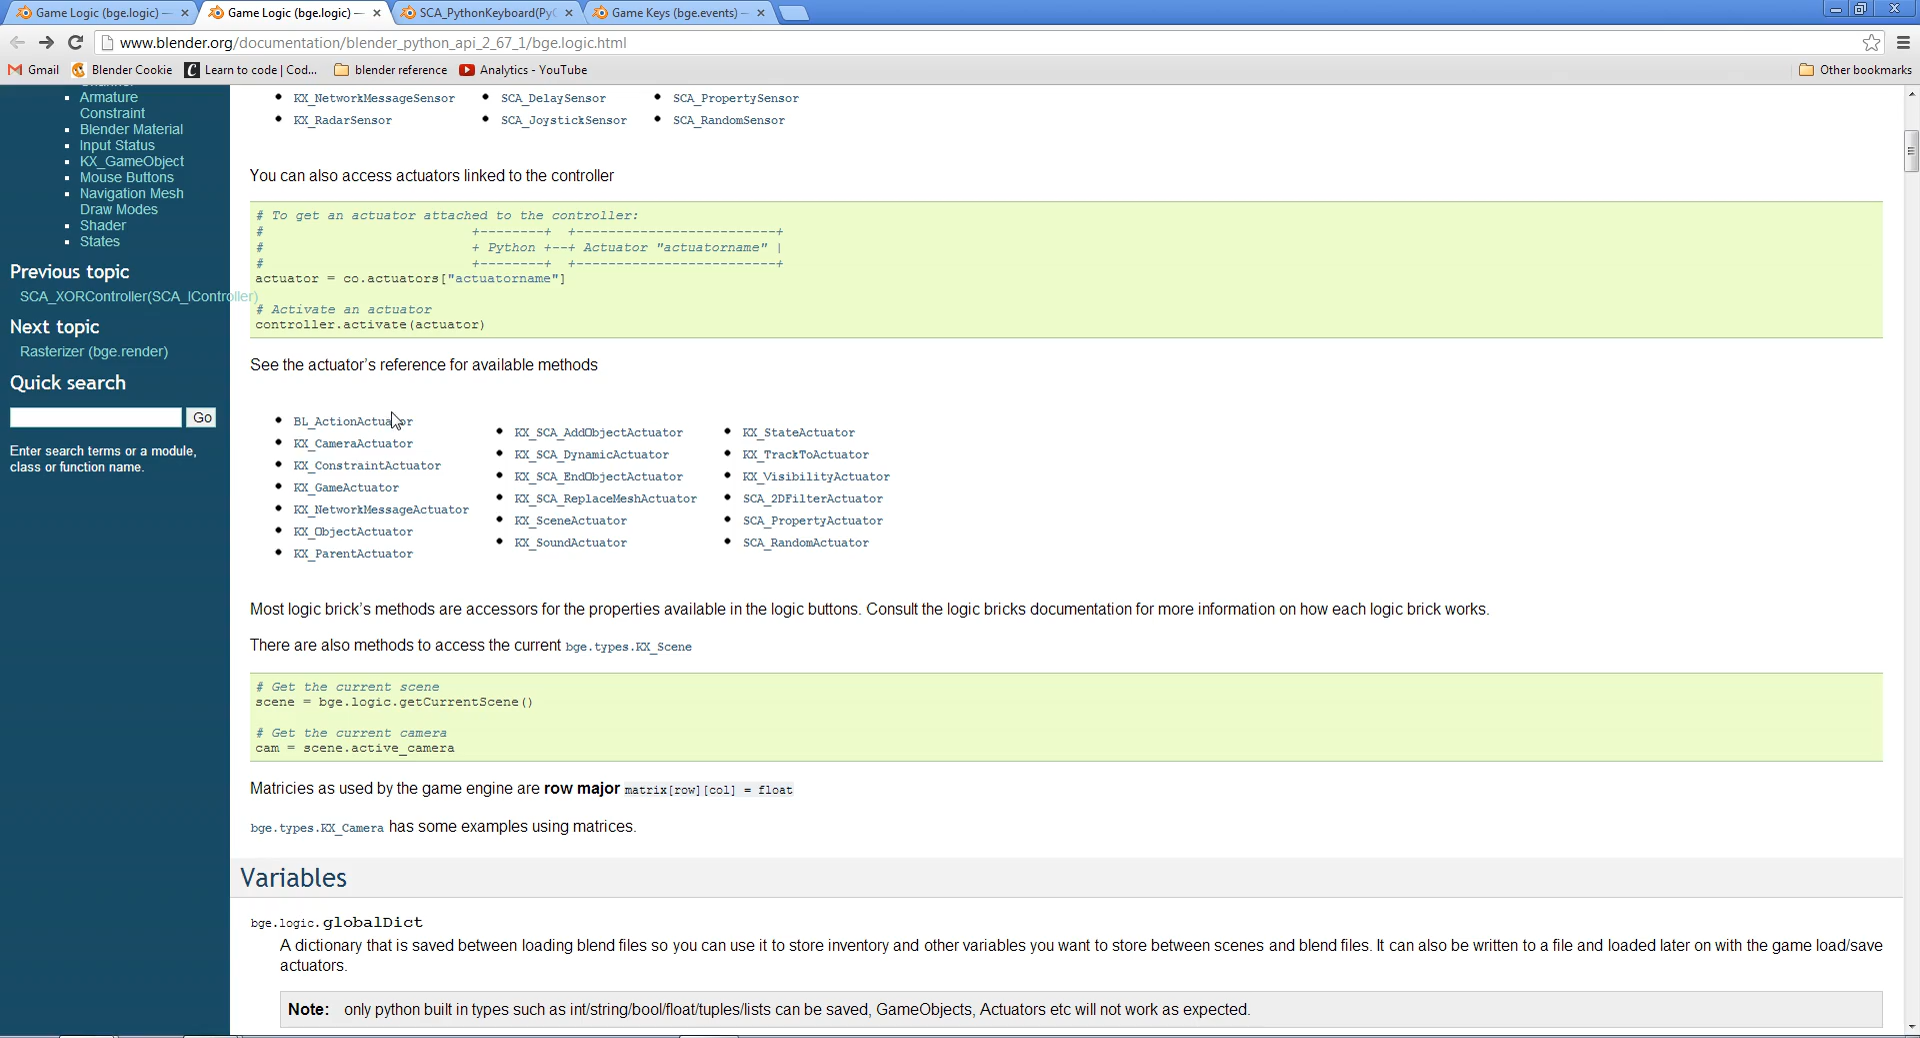 Game Logic (bge.logic) —
Game Logic (bge.logic) —
SCA_PythonKeyboard(Py
Game Keys (bge.events) —
www.blender.org/documentation/blender_python_api_2_67_1/bge.logic.html
Gmail
Blender Cookie
Learn to code | Cod...
blender reference
Analytics - YouTube
Other bookmarks
Armature
Constraint
Blender Material
Input Status
KX_GameObject
Mouse Buttons
Navigation Mesh
Draw Modes
Shader
States
Previous topic
SCA_XORController(SCA_IController)
Next topic
Rasterizer (bge.render)
Quick search
Go
Enter search terms or a module,
class or function name.
KX_NetworkMessageSensor
KX_RadarSensor
SCA_DelaySensor
SCA_JoystickSensor
SCA_PropertySensor
SCA_RandomSensor
You can also access actuators linked to the controller
# To get an actuator attached to the controller:
#                          +--------+  +-------------------------+
#                          + Python +--+ Actuator "actuatorname" |
#                          +--------+  +-------------------------+
actuator = co.actuators["actuatorname"]
# Activate an actuator
controller.activate(actuator)
See the actuator's reference for available methods
BL_ActionActuator
KX_CameraActuator
KX_ConstraintActuator
KX_GameActuator
KX_NetworkMessageActuator
KX_ObjectActuator
KX_ParentActuator
KX_SCA_AddObjectActuator
KX_SCA_DynamicActuator
KX_SCA_EndObjectActuator
KX_SCA_ReplaceMeshActuator
KX_SceneActuator
KX_SoundActuator
KX_StateActuator
KX_TrackToActuator
KX_VisibilityActuator
SCA_2DFilterActuator
SCA_PropertyActuator
SCA_RandomActuator
Most logic brick's methods are accessors for the properties available in the logic buttons. Consult the logic bricks documentation for more information on how each logic brick works.
There are also methods to access the current bge.types.KX_Scene
# Get the current scene
scene = bge.logic.getCurrentScene()
# Get the current camera
cam = scene.active_camera
Matricies as used by the game engine are row major matrix[row][col] = float
bge.types.KX_Camera has some examples using matrices.
Variables
bge.logic.globalDict
A dictionary that is saved between loading blend files so you can use it to store inventory and other variables you want to store between scenes and blend files. It can also be written to a file and loaded later on with the game load/save
actuators.
Note: only python built in types such as int/string/bool/float/tuples/lists can be saved, GameObjects, Actuators etc will not work as expected.